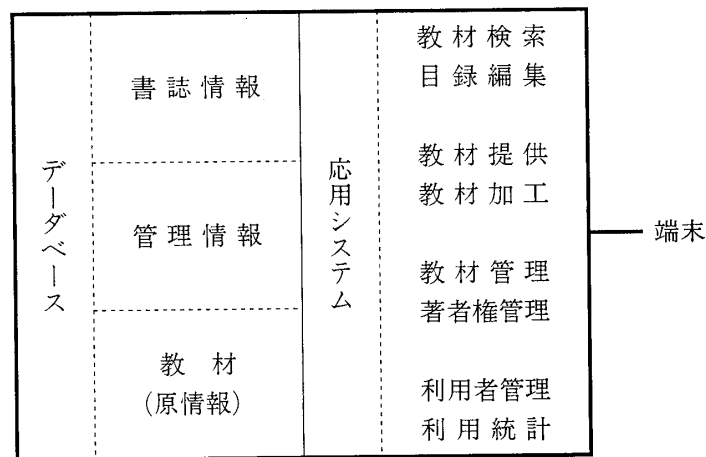 データベース
書誌情報
管理情報
教材
(原情報)
応用システム
教材検索
目録編集
教材提供
教材加工
教材管理
著者権管理
利用者管理
利用統計
端末